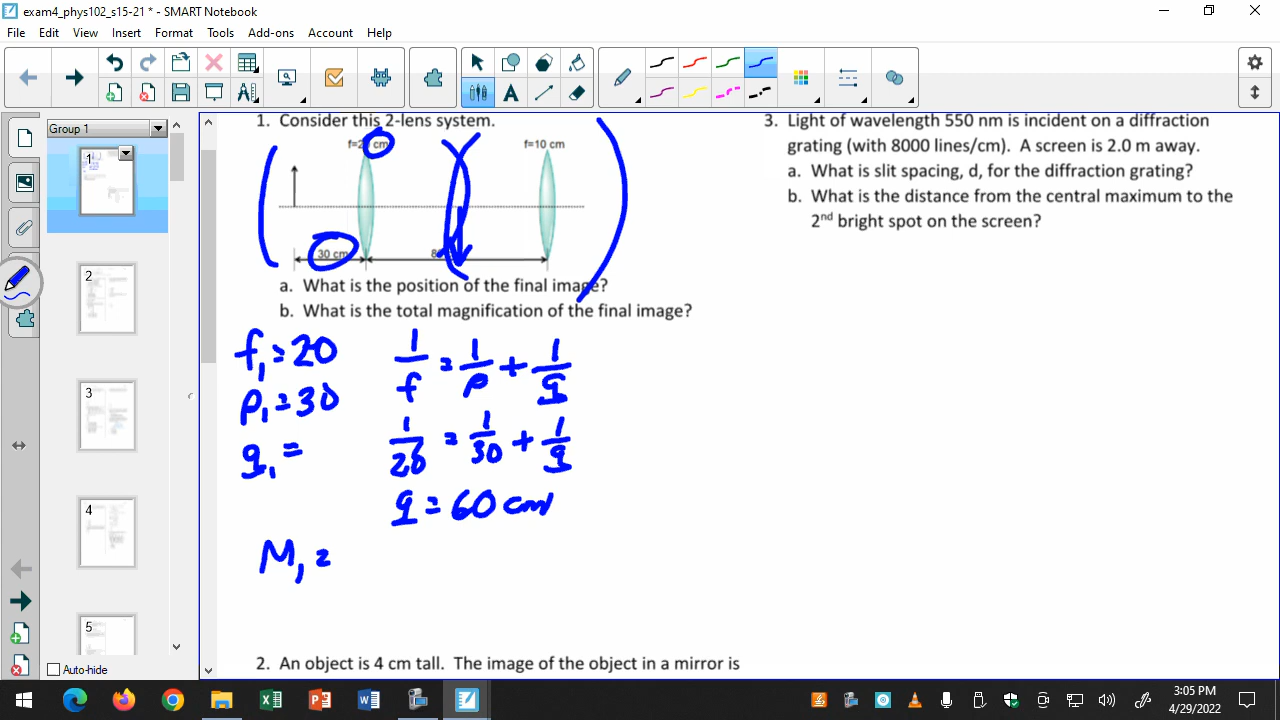 exam4_phys102_s15-21 * - SMART Notebook
File Edit View Insert Format Tools Add-ons Account Help
Group 1
1
2
3
4
5
Auto-hide
1. Consider this 2-lens system.
cm
f=10 cm
30 cm
a. What is the position of the final image?
b. What is the total magnification of the final image?
f₁ = 20
p₁ = 30
q₁ =
1/f = 1/p + 1/q
1/20 = 1/30 + 1/q
q = 60 cm
M₁ =
2. An object is 4 cm tall. The image of the object in a mirror is
3. Light of wavelength 550 nm is incident on a diffraction
grating (with 8000 lines/cm). A screen is 2.0 m away.
a. What is slit spacing, d, for the diffraction grating?
b. What is the distance from the central maximum to the
2nd bright spot on the screen?
3:05 PM
4/29/2022